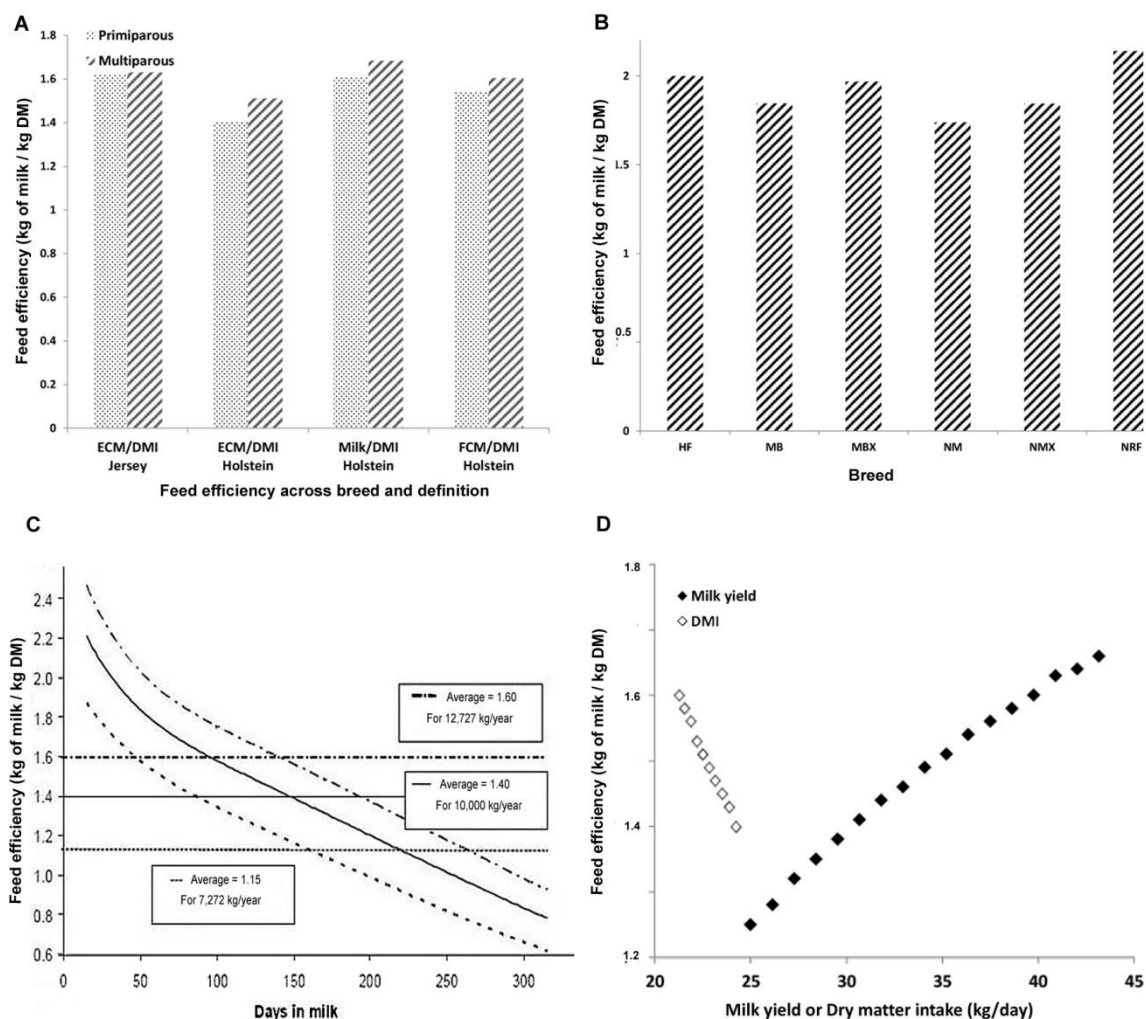 A
Primiparous
Multiparous
Feed efficiency (kg of milk / kg DM)
1.8
1.6
1.4
1.2
1
0.8
0.6
0.4
0.2
0
ECM/DMI ECM/DMI Milk/DMI FCM/DMI
Jersey Holstein Holstein Holstein
Feed efficiency across breed and definition
B
Feed efficiency (kg of milk / kg DM)
2
1.5
1
0.5
0
HF MB MBX NM NMX NRF
Breed
C
Feed efficiency (kg of milk / kg DM)
2.4
2.2
2.0
1.8
1.6
1.4
1.2
1.0
0.8
0.6
Average = 1.60
For 12,727 kg/year
Average = 1.40
For 10,000 kg/year
Average = 1.15
For 7,272 kg/year
0 50 100 150 200 250 300
Days in milk
D
Feed efficiency (kg of milk / kg DM)
1.8
Milk yield
DMI
1.6
1.4
1.2
20 25 30 35 40 45
Milk yield or Dry matter intake (kg/day)